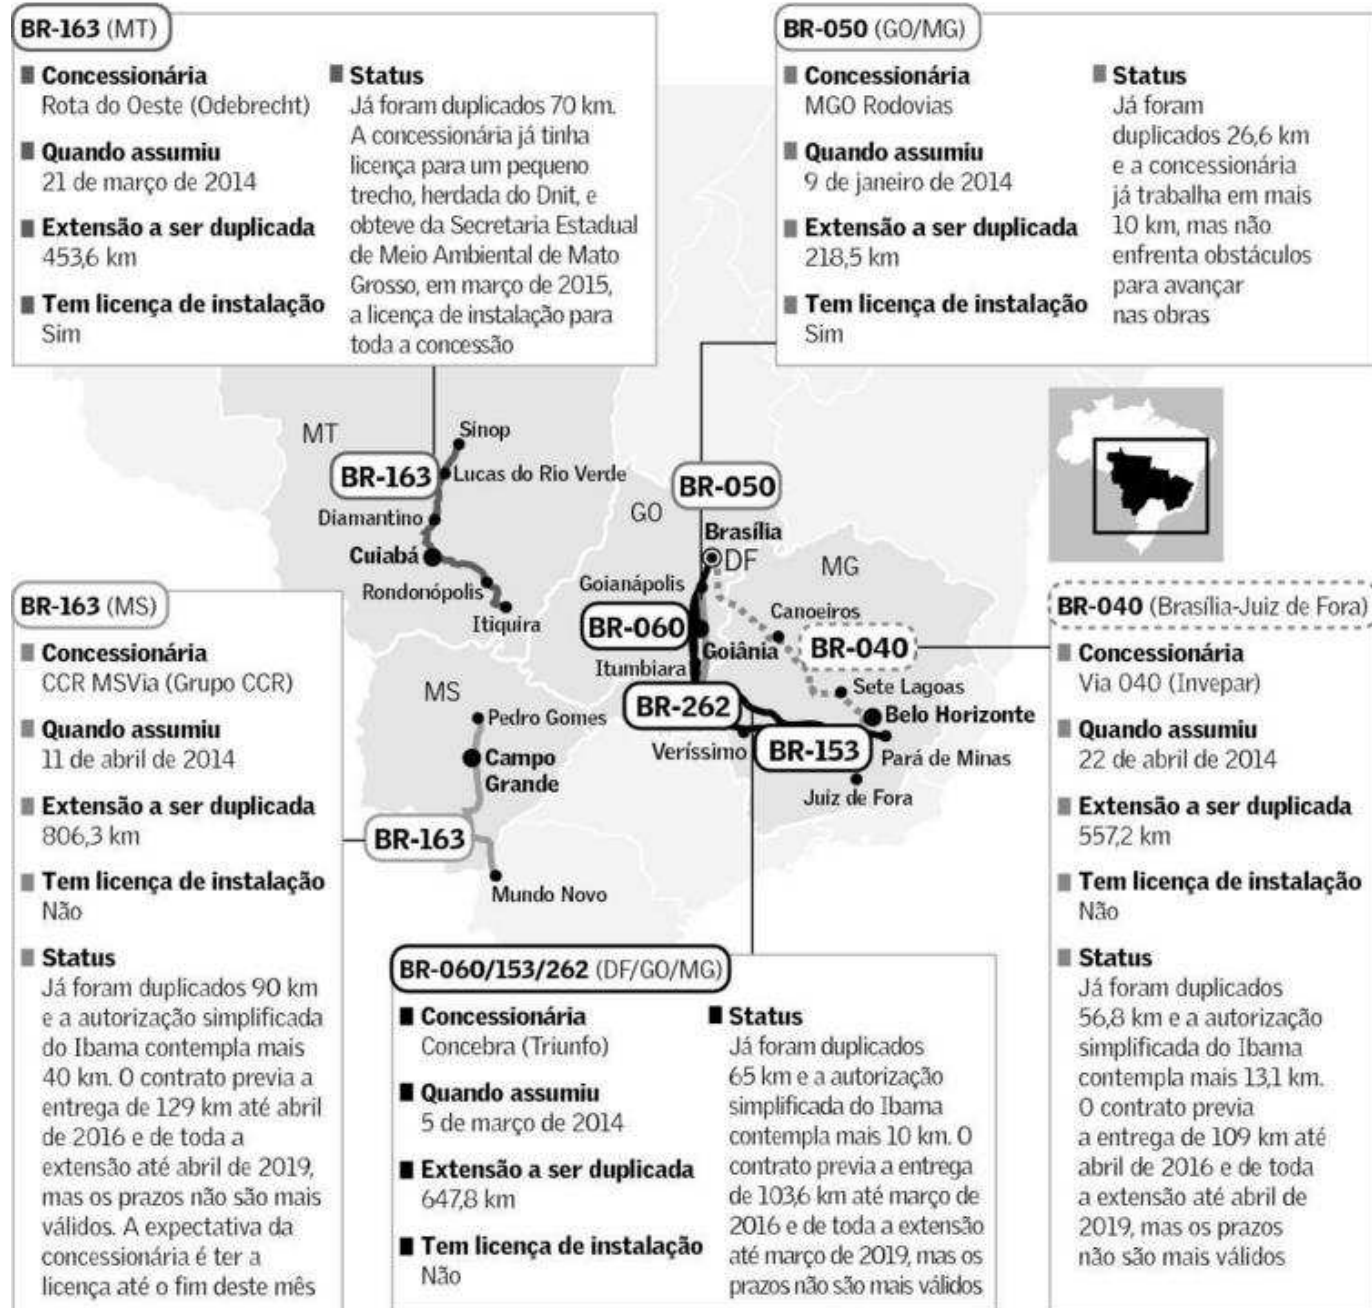 BR-163 (MT)
Concessionária
Rota do Oeste (Odebrecht)
Quando assumiu
21 de março de 2014
Extensão a ser duplicada
453,6 km
Tem licença de instalação
Sim
Status
Já foram duplicados 70 km.
A concessionária já tinha
licença para um pequeno
trecho, herdada do Dnit, e
obteve da Secretaria Estadual
de Meio Ambiental de Mato
Grosso, em março de 2015,
a licença de instalação para
toda a concessão
BR-050 (GO/MG)
Concessionária
MGO Rodovias
Quando assumiu
9 de janeiro de 2014
Extensão a ser duplicada
218,5 km
Tem licença de instalação
Sim
Status
Já foram
duplicados 26,6 km
e a concessionária
já trabalha em mais
10 km, mas não
enfrenta obstáculos
para avançar
nas obras
MT
Sinop
BR-163
Lucas do Rio Verde
Diamantino
Cuiabá
Rondonópolis
Itiquira
BR-050
GO
Brasília
DF
MG
Goianápolis
Canoeiros
BR-060
Goiânia
BR-040
Itumbiara
Sete Lagoas
BR-262
Belo Horizonte
Veríssimo
BR-153
Pará de Minas
Juiz de Fora
MS
Pedro Gomes
Campo
Grande
BR-163
Mundo Novo
BR-163 (MS)
Concessionária
CCR MSVia (Grupo CCR)
Quando assumiu
11 de abril de 2014
Extensão a ser duplicada
806,3 km
Tem licença de instalação
Não
Status
Já foram duplicados 90 km
e a autorização simplificada
do Ibama contempla mais
40 km. O contrato previa a
entrega de 129 km até abril
de 2016 e de toda a
extensão até abril de 2019,
mas os prazos não são mais
válidos. A expectativa da
concessionária é ter a
licença até o fim deste mês
BR-060/153/262 (DF/GO/MG)
Concessionária
Concebra (Triunfo)
Quando assumiu
5 de março de 2014
Extensão a ser duplicada
647,8 km
Tem licença de instalação
Não
Status
Já foram duplicados
65 km e a autorização
simplificada do Ibama
contempla mais 10 km. O
contrato previa a entrega
de 103,6 km até março de
2016 e de toda a extensão
até março de 2019, mas os
prazos não são mais válidos
BR-040 (Brasília-Juiz de Fora)
Concessionária
Via 040 (Invepar)
Quando assumiu
22 de abril de 2014
Extensão a ser duplicada
557,2 km
Tem licença de instalação
Não
Status
Já foram duplicados
56,8 km e a autorização
simplificada do Ibama
contempla mais 13,1 km.
O contrato previa
a entrega de 109 km até
abril de 2016 e de toda
a extensão até abril de
2019, mas os prazos
não são mais válidos